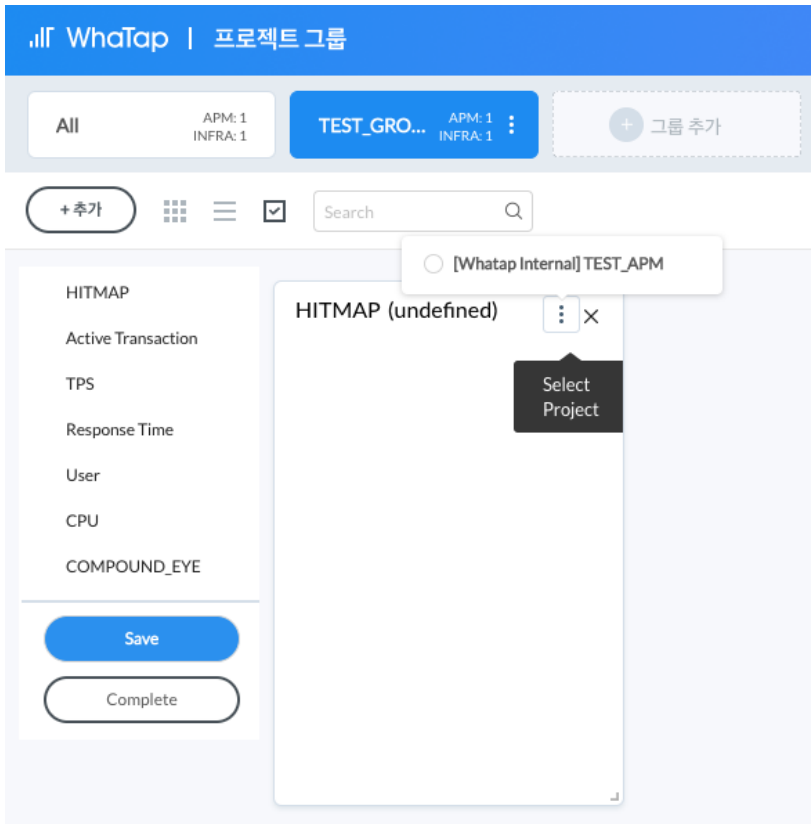 WhaTap | 프로젝트 그룹
All APM: 1 INFRA: 1
TEST_GRO... APM: 1 INFRA: 1
+ 그룹 추가
+ 추가
Search
[Whatap Internal] TEST_APM
HITMAP
Active Transaction
TPS
Response Time
User
CPU
COMPOUND_EYE
Save
Complete
HITMAP (undefined)
Select
Project